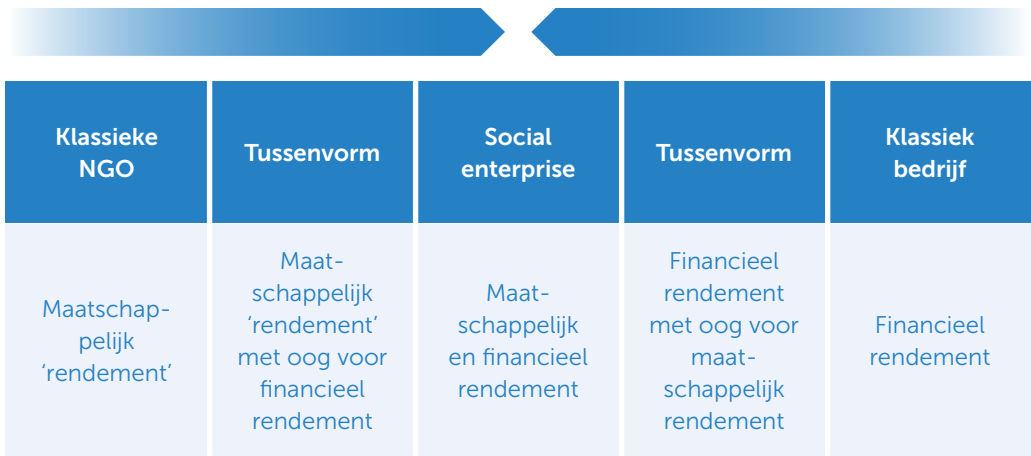 Klassieke
NGO
Tussenvorm
Social
enterprise
Tussenvorm
Klassiek
bedrijf
Maatschap-
pelijk
‘rendement’
Maat-
schappelijk
‘rendement’
met oog voor
financieel
rendement
Maat-
schappelijk
en financieel
rendement
Financieel
rendement
met oog voor
maat-
schappelijk
rendement
Financieel
rendement